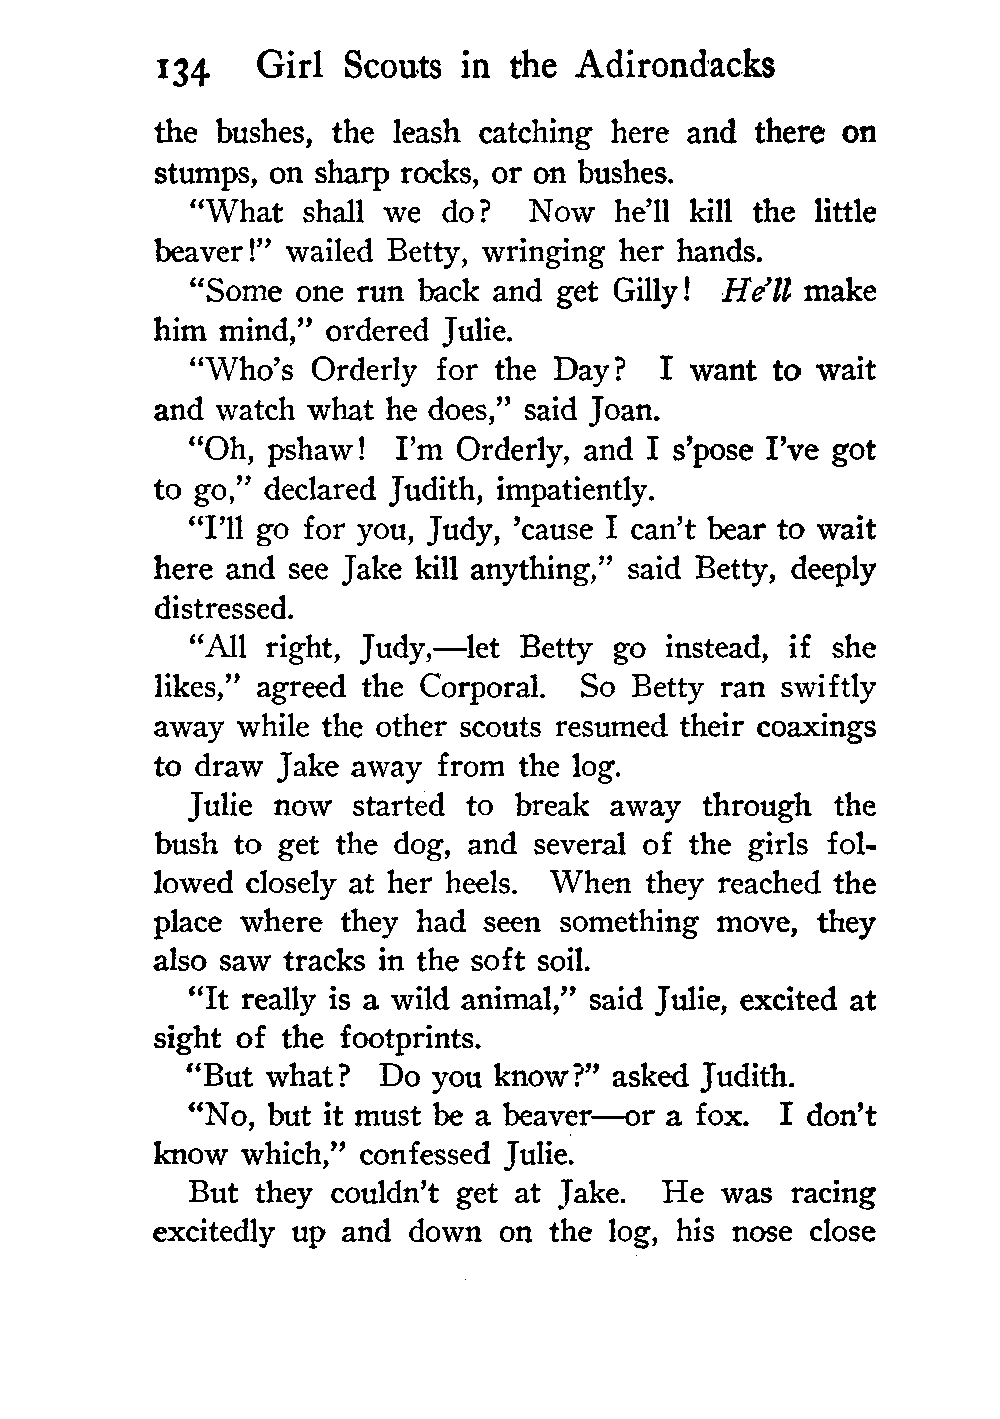 134 Girl Scouts in the Adirondacks
the bushes, the leash catching here and there on
stumps, on sharp rocks, or on bushes.
“What shall we do? Now he’ll kill the little
beaver!” wailed Betty, wringing her hands.
“Some one run back and get Gilly! He’ll make
him mind,” ordered Julie.
“Who’s Orderly for the Day? I want to wait
and watch what he does,” said Joan.
“Oh, pshaw! I’m Orderly, and I s’pose I’ve got
to go,” declared Judith, impatiently.
“I’ll go for you, Judy, ’cause I can’t bear to wait
here and see Jake kill anything,” said Betty, deeply
distressed.
“All right, Judy,—let Betty go instead, if she
likes,” agreed the Corporal. So Betty ran swiftly
away while the other scouts resumed their coaxings
to draw Jake away from the log.
Julie now started to break away through the
bush to get the dog, and several of the girls fol-
lowed closely at her heels. When they reached the
place where they had seen something move, they
also saw tracks in the soft soil.
“It really is a wild animal,” said Julie, excited at
sight of the footprints.
“But what? Do you know?” asked Judith.
“No, but it must be a beaver—or a fox. I don’t
know which,” confessed Julie.
But they couldn’t get at Jake. He was racing
excitedly up and down on the log, his nose close